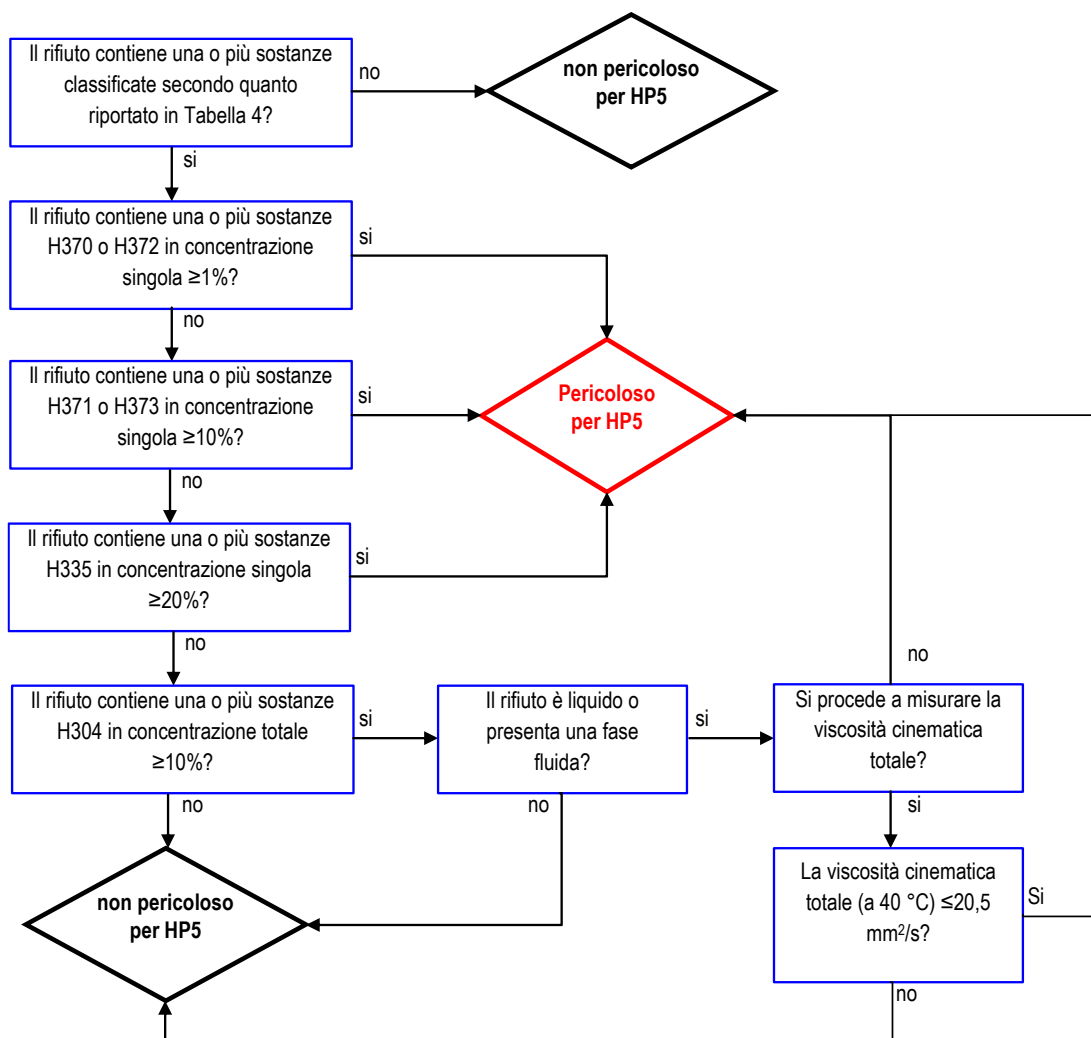 Il rifiuto contiene una o più sostanze
classificate secondo quanto
riportato in Tabella 4?
no
non pericoloso
per HP5
si
Il rifiuto contiene una o più sostanze
H370 o H372 in concentrazione
singola ≥1%?
si
no
Il rifiuto contiene una o più sostanze
H371 o H373 in concentrazione
singola ≥10%?
si
Pericoloso
per HP5
no
Il rifiuto contiene una o più sostanze
H335 in concentrazione singola
≥20%?
si
no
Il rifiuto contiene una o più sostanze
H304 in concentrazione totale
≥10%?
si
Il rifiuto è liquido o
presenta una fase
fluida?
si
no
Si procede a misurare la
viscosità cinematica
totale?
no
no
si
non pericoloso
per HP5
La viscosità cinematica
totale (a 40 °C) ≤20,5
mm²/s?
Si
no